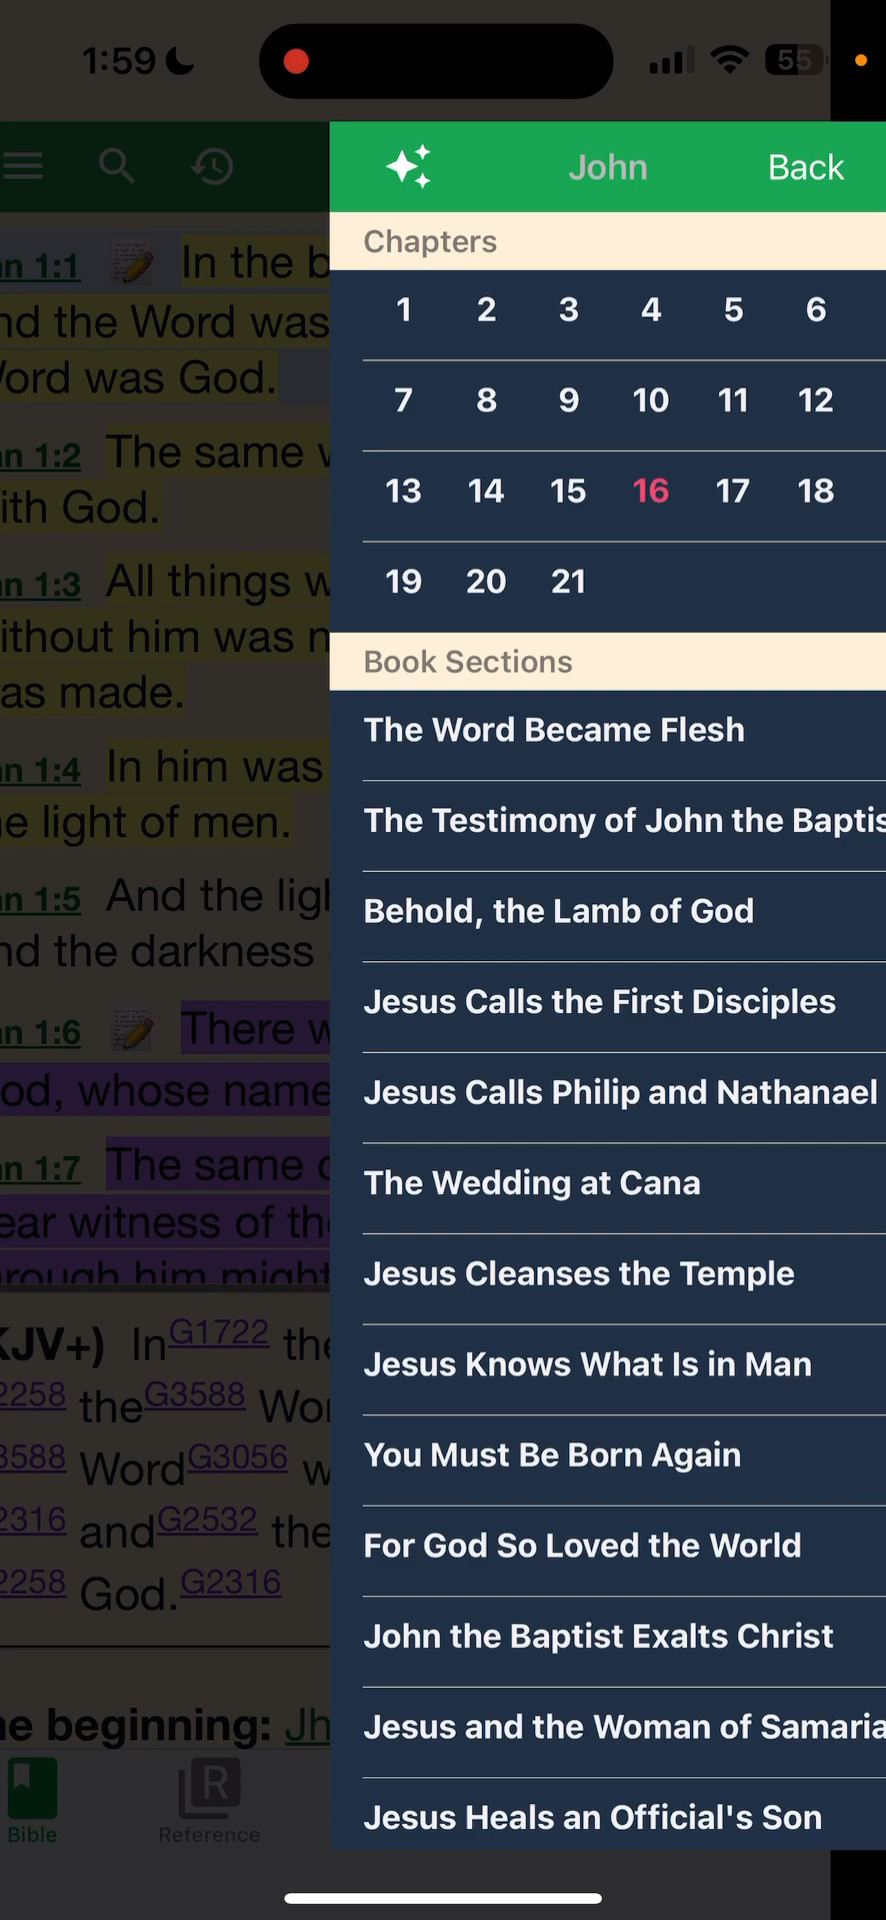 1:59
55
John
Back
n 1:1 In the b
nd the Word was
ord was God.
n 1:2 The same w
ith God.
n 1:3 All things w
ithout him was n
as made.
n 1:4 In him was
e light of men.
n 1:5 And the ligh
nd the darkness
n 1:6 There w
od, whose name
n 1:7 The same c
ear witness of the
rough him might
KJV+) In G1722 the
2258 the G3588 Wor
3588 Word G3056 w
2316 and G2532 the
2258 God. G2316
he beginning: Jh
Bible
Reference
Chapters
1 2 3 4 5 6
7 8 9 10 11 12
13 14 15 16 17 18
19 20 21
Book Sections
The Word Became Flesh
The Testimony of John the Baptis
Behold, the Lamb of God
Jesus Calls the First Disciples
Jesus Calls Philip and Nathanael
The Wedding at Cana
Jesus Cleanses the Temple
Jesus Knows What Is in Man
You Must Be Born Again
For God So Loved the World
John the Baptist Exalts Christ
Jesus and the Woman of Samaria
Jesus Heals an Official's Son